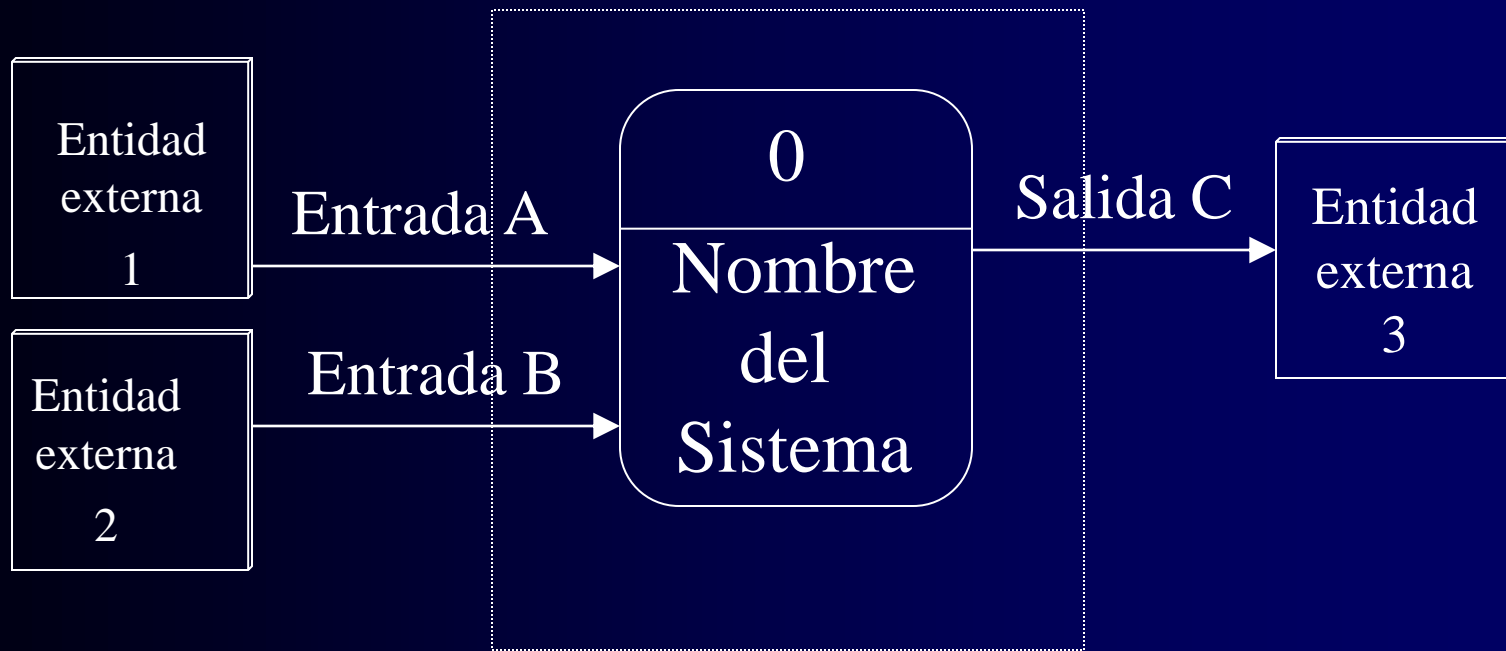 Entidad
externa
1
Entrada A
Entidad
externa
2
Entrada B
0
Nombre
del
Sistema
Salida C
Entidad
externa
3